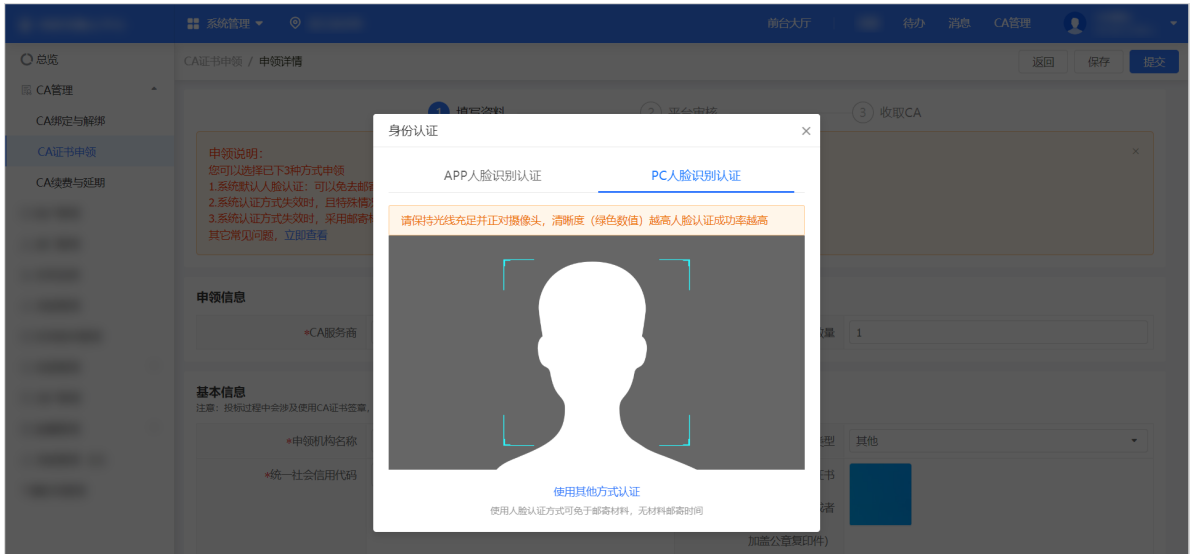 系统管理
前台大厅
待办
消息
CA管理
总览
CA管理
CA绑定与解绑
CA证书申领
CA续费与延期
CA证书申领 / 申领详情
返回
保存
提交
1 填写资料
2 平台审核
3 收取CA
申领说明：
您可以选择已下3种方式申领
1.系统默认人脸认证：可以免去邮寄
2.系统认证方式失效时，且特殊情况
3.系统认证方式失效时，采用邮寄材
其它常见问题，立即查看
身份认证
APP人脸识别认证
PC人脸识别认证
请保持光线充足并正对摄像头，清晰度（绿色数值）越高人脸认证成功率越高
使用其他方式认证
使用人脸认证方式可免于邮寄材料，无材料邮寄时间
申领信息
*CA服务商
量
1
基本信息
注意：投标过程中会涉及使用CA证书签章，
*申领机构名称
型
其他
*统一社会信用代码
证书
或者
加盖公章复印件）